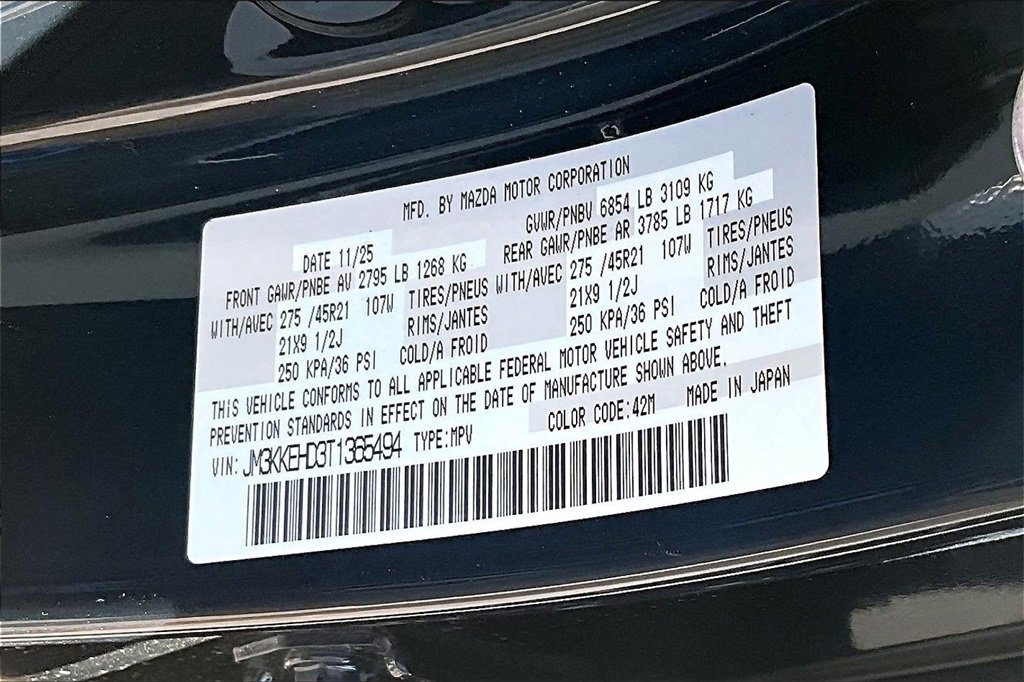 MFD. BY MAZDA MOTOR CORPORATION
DATE 11/25 GVWR/PNBV 6854 LB 3109 KG
FRONT GAWR/PNBE AV 2795 LB 1268 KG REAR GAWR/PNBE AR 3785 LB 1717 KG
WITH/AVEC 275 /45R21 107W TIRES/PNEUS WITH/AVEC 275 /45R21 107W TIRES/PNEUS
21X9 1/2J RIMS/JANTES 21X9 1/2J RIMS/JANTES
250 KPA/36 PSI COLD/A FROID 250 KPA/36 PSI COLD/A FROID
THIS VEHICLE CONFORMS TO ALL APPLICABLE FEDERAL MOTOR VEHICLE SAFETY AND THEFT
PREVENTION STANDARDS IN EFFECT ON THE DATE OF MANUFACTURE SHOWN ABOVE.
COLOR CODE:42M MADE IN JAPAN
VIN: JM3KKEHD3T1365494 TYPE:MPV